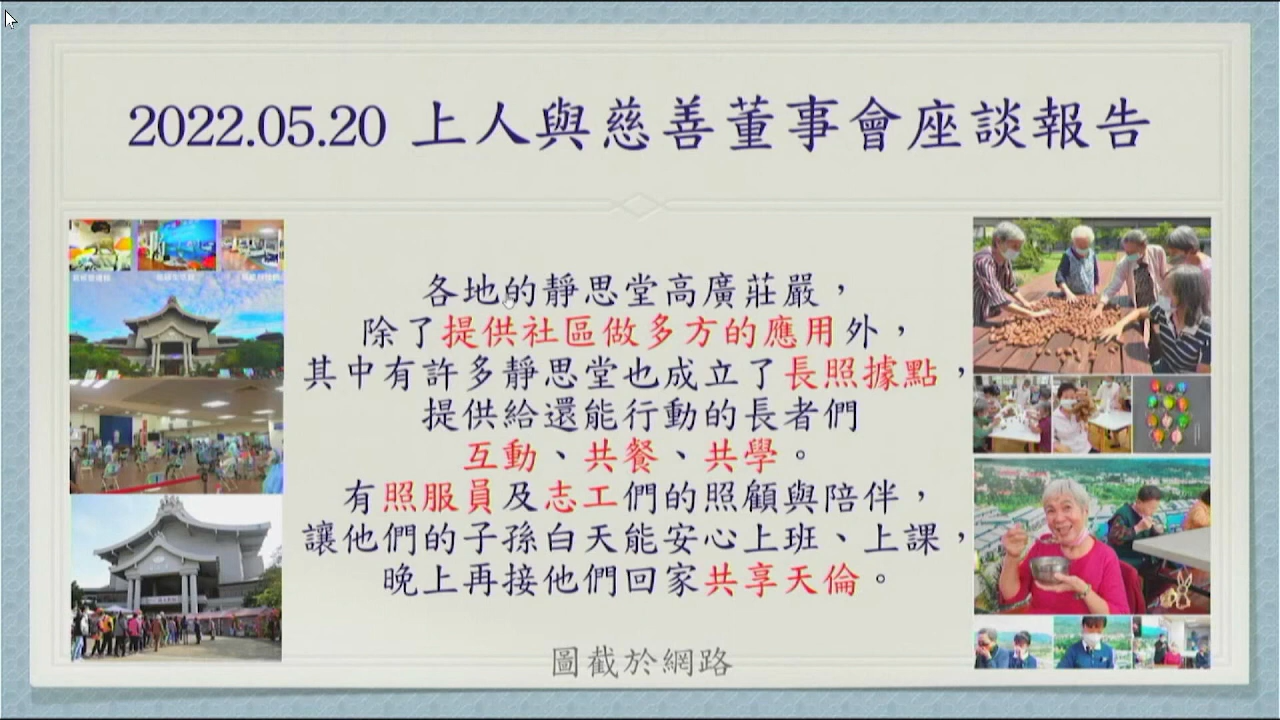 2022.05.20 上人與慈善董事會座談報告
各地的靜思堂高廣莊嚴，
除了提供社區做多方的應用外，
其中有許多靜思堂也成立了長照據點，
提供給還能行動的長者們
互動、共餐、共學。
有照服員及志工們的照顧與陪伴，
讓他們的子孫白天能安心上班、上課，
晚上再接他們回家共享天倫。
圖截於網路